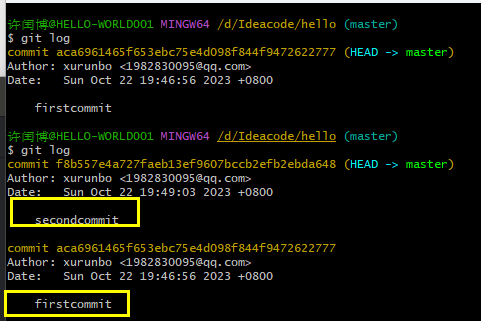 许闰博@HELLO-WORLD001 MINGW64 /d/Ideacode/hello (master)
$ git log
commit aca6961465f653ebc75e4d098f844f9472622777 (HEAD -> master)
Author: xurunbo <1982830095@qq.com>
Date:   Sun Oct 22 19:46:56 2023 +0800
firstcommit
许闰博@HELLO-WORLD001 MINGW64 /d/Ideacode/hello (master)
$ git log
commit f8b557e4a727faeb13ef9607bccb2efb2ebda648 (HEAD -> master)
Author: xurunbo <1982830095@qq.com>
Date:   Sun Oct 22 19:49:03 2023 +0800
secondcommit
commit aca6961465f653ebc75e4d098f844f9472622777
Author: xurunbo <1982830095@qq.com>
Date:   Sun Oct 22 19:46:56 2023 +0800
firstcommit